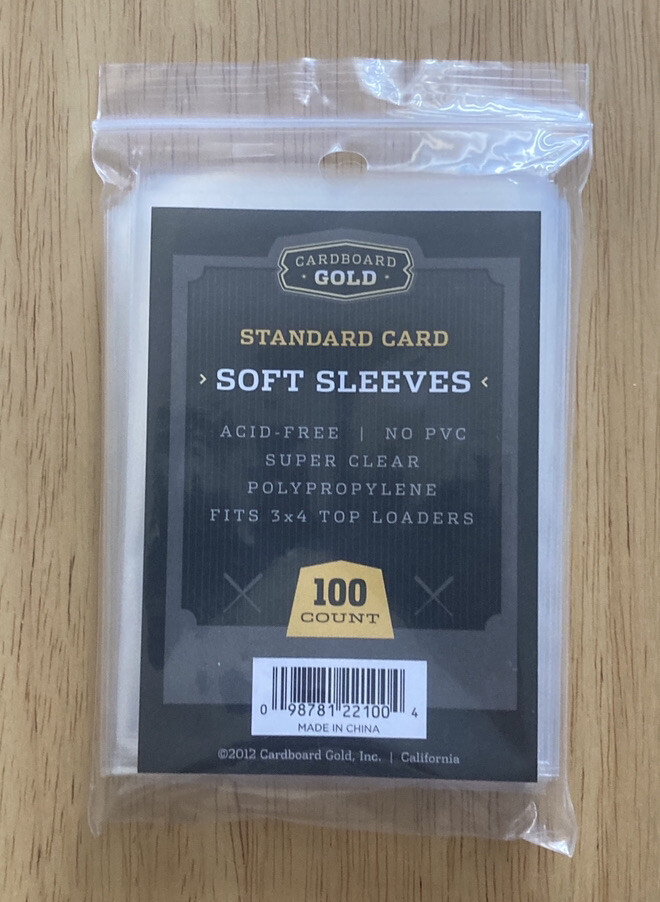 CARDBOARD
GOLD
STANDARD CARD
› SOFT SLEEVES ‹
ACID-FREE | NO PVC
SUPER CLEAR
POLYPROPYLENE
FITS 3x4 TOP LOADERS
100
COUNT
0 98781 22100 4
MADE IN CHINA
©2012 Cardboard Gold, Inc. | California